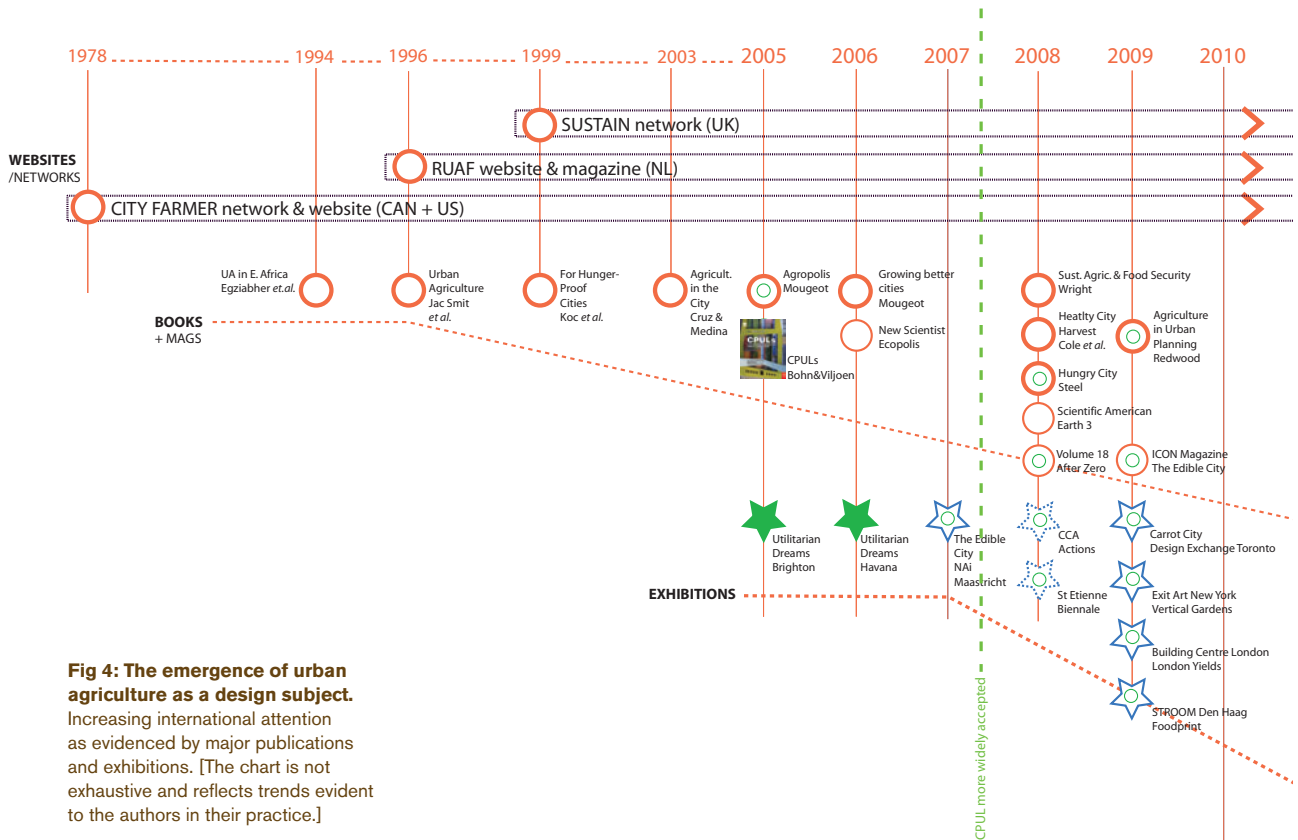 1978 1994 1996 1999 2003 2005 2006 2007 2008 2009 2010
WEBSITES
/NETWORKS
SUSTAIN network (UK)
RUAF website & magazine (NL)
CITY FARMER network & website (CAN + US)
BOOKS
+ MAGS
UA in E. Africa
Egziabher et.al.
Urban
Agriculture
Jac Smit
et al.
For Hunger-
Proof
Cities
Koc et al.
Agricult.
in the
City
Cruz &
Medina
Agropolis
Mougeot
CPULs
CPULs
Bohn&Viljoen
Growing better
cities
Mougeot
New Scientist
Ecopolis
Sust. Agric. & Food Security
Wright
Heatlty City
Harvest
Cole et al.
Hungry City
Steel
Scientific American
Earth 3
Volume 18
After Zero
Agriculture
in Urban
Planning
Redwood
ICON Magazine
The Edible City
EXHIBITIONS
Utilitarian
Dreams
Brighton
Utilitarian
Dreams
Havana
The Edible
City
NAi
Maastricht
CCA
Actions
St Etienne
Biennale
Carrot City
Design Exchange Toronto
Exit Art New York
Vertical Gardens
Building Centre London
London Yields
STROOM Den Haag
Foodprint
CPUL more widely accepted
Fig 4: The emergence of urban
agriculture as a design subject.
Increasing international attention
as evidenced by major publications
and exhibitions. [The chart is not
exhaustive and reflects trends evident
to the authors in their practice.]